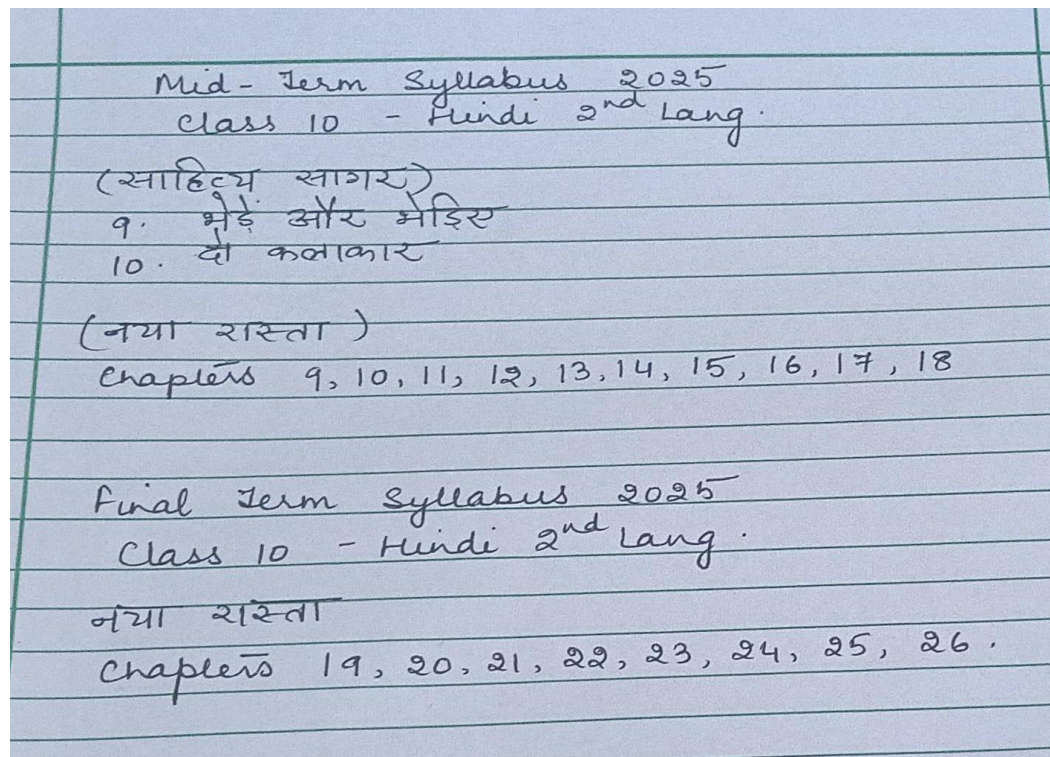 Mid - Term Syllabus 2025
Class 10 - Hindi 2nd Lang.
(साहित्य सागर)
9. भेड़ें और भेड़िए
10. दो कलाकार
(नया रास्ता)
Chapters 9, 10, 11, 12, 13, 14, 15, 16, 17, 18
Final Term Syllabus 2025
Class 10 - Hindi 2nd Lang.
नया रास्ता
Chapters 19, 20, 21, 22, 23, 24, 25, 26.